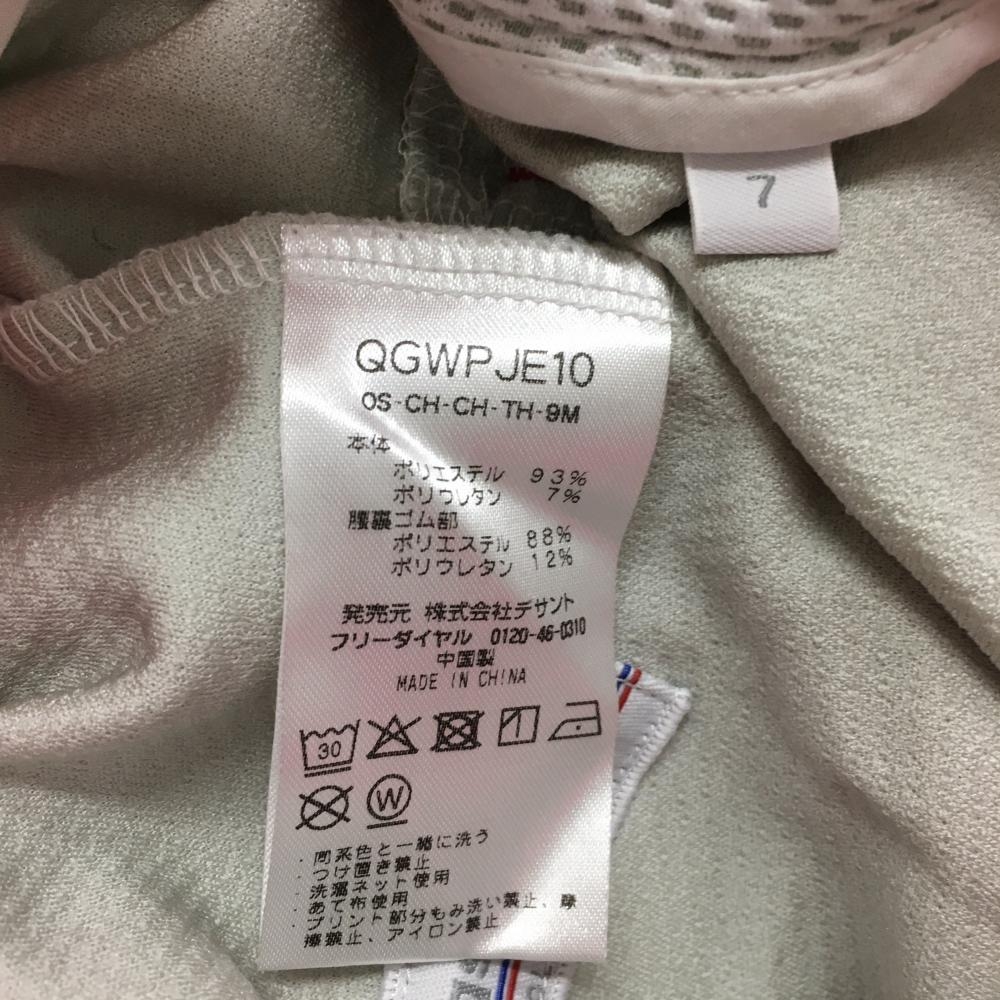 7
QGWPJE10
OS-CH-CH-TH-9M
本体
ポリエステル 93%
ポリウレタン 7%
腰裏ゴム部
ポリエステル 88%
ポリウレタン 12%
発売元 株式会社デサント
フリーダイヤル 0120-46-0310
中国製
MADE IN CHINA
30
W
・同系色と一緒に洗う
・つけ置き禁止
・洗濯ネット使用
・あて布使用
・プリント部分もみ洗い禁止、摩
擦禁止、アイロン禁止